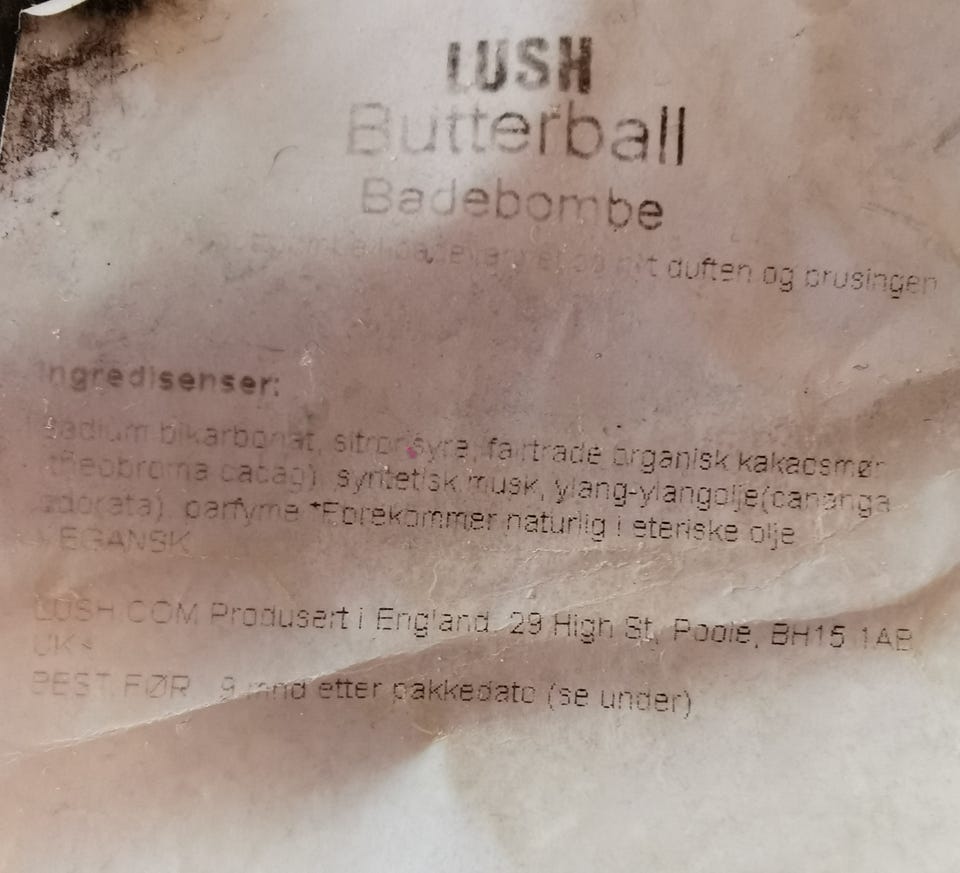 LUSH
Butterball
Badebombe
duften og brusingen
Ingredisenser:
Sadium bikarbonat, sitronsyre, fairtrade organisk kakaosmør
(theobroma cacao), syntetisk musk, ylang-ylangolje(cananga
odorata), parfyme *Forekommer naturlig i eteriske olje
VEGANSK
LUSH.COM Produsert i England. 29 High St, Poole, BH15 1AB,
UK
BEST FØR 9 mnd etter pakkedato (se under)